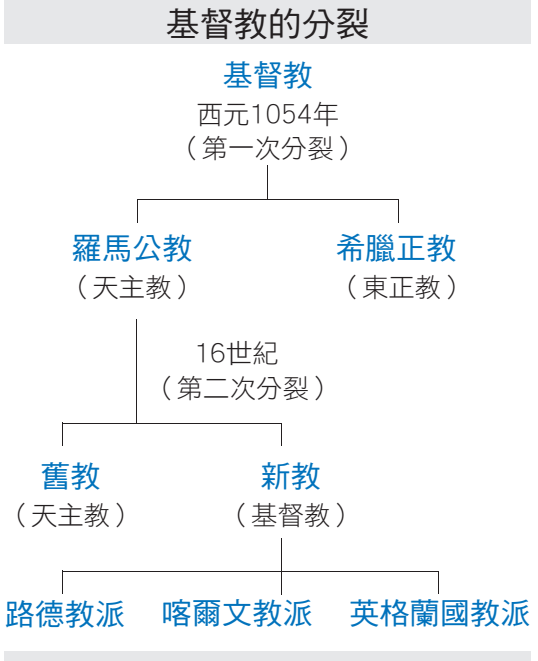 基督教的分裂
基督教
西元1054年
（第一次分裂）
羅馬公教
希臘正教
（天主教）
（東正教）
16世紀
（第二次分裂）
舊教
新教
（天主教）
（基督教）
路德教派
喀爾文教派
英格蘭國教派